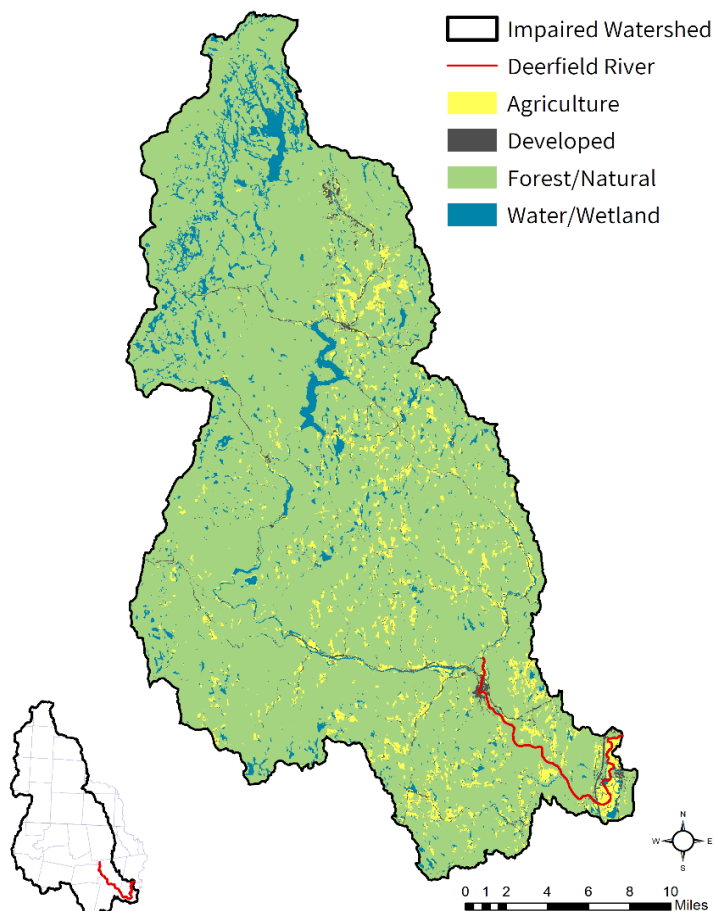 Impaired Watershed
Deerfield River
Agriculture
Developed
Forest/Natural
Water/Wetland
N
W E
S
0 1 2 4 6 8 10
Miles